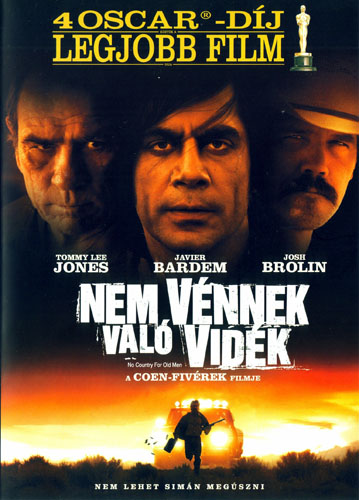 4 OSCAR® -DÍJ
LEGJOBB FILM
TOMMY LEE
JONES
JAVIER
BARDEM
JOSH
BROLIN
NEM VÉNNEK
VALÓ VIDÉK
No Country For Old Men
A COEN-FIVÉREK FILMJE
NEM LEHET SIMÁN MEGÚSZNI